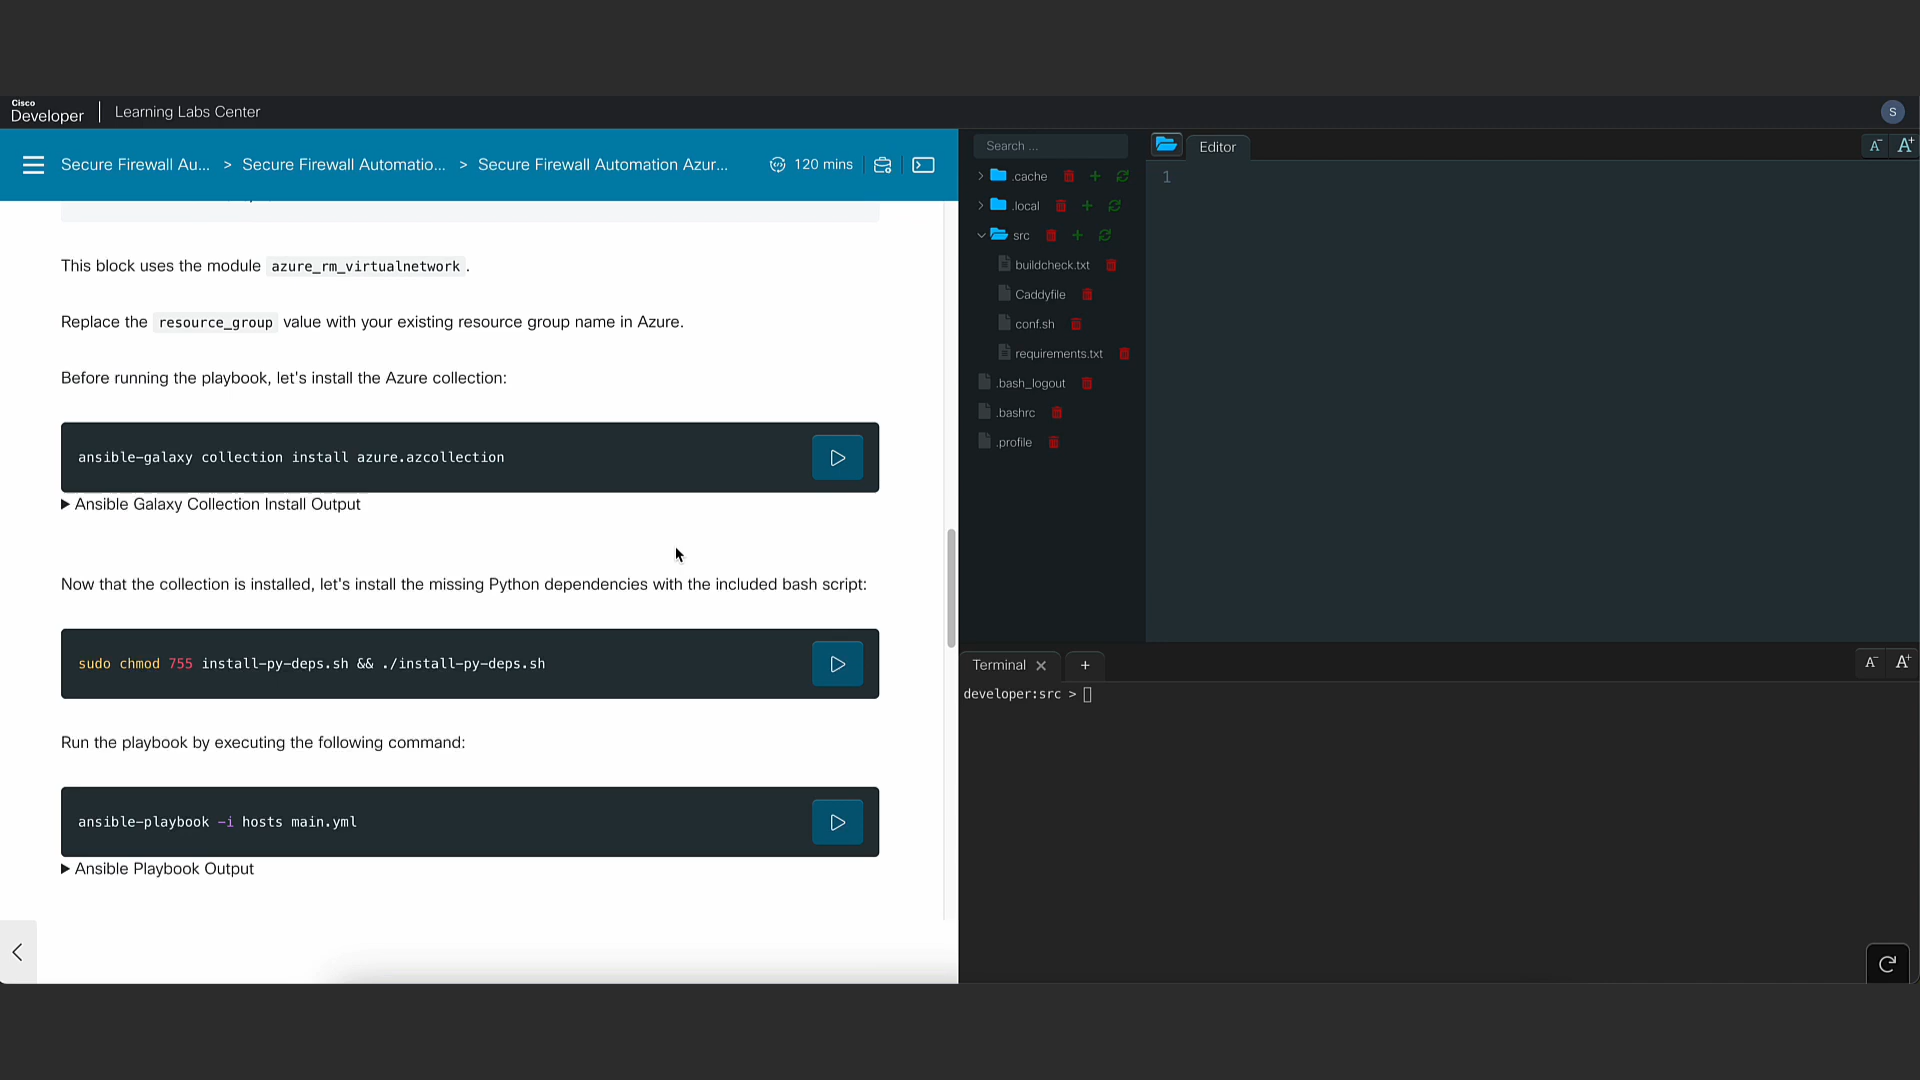 Cisco
Developer
Learning Labs Center
S
Secure Firewall Au... > Secure Firewall Automatio... > Secure Firewall Automation Azur...
120 mins
This block uses the module azure_rm_virtualnetwork.
Replace the resource_group value with your existing resource group name in Azure.
Before running the playbook, let's install the Azure collection:
ansible-galaxy collection install azure.azcollection
Ansible Galaxy Collection Install Output
Now that the collection is installed, let's install the missing Python dependencies with the included bash script:
sudo chmod 755 install-py-deps.sh && ./install-py-deps.sh
Run the playbook by executing the following command:
ansible-playbook -i hosts main.yml
Ansible Playbook Output
Search ...
.cache
.local
src
buildcheck.txt
Caddyfile
conf.sh
requirements.txt
.bash_logout
.bashrc
.profile
Editor
A- A+
1
Terminal
+
A- A+
developer:src >